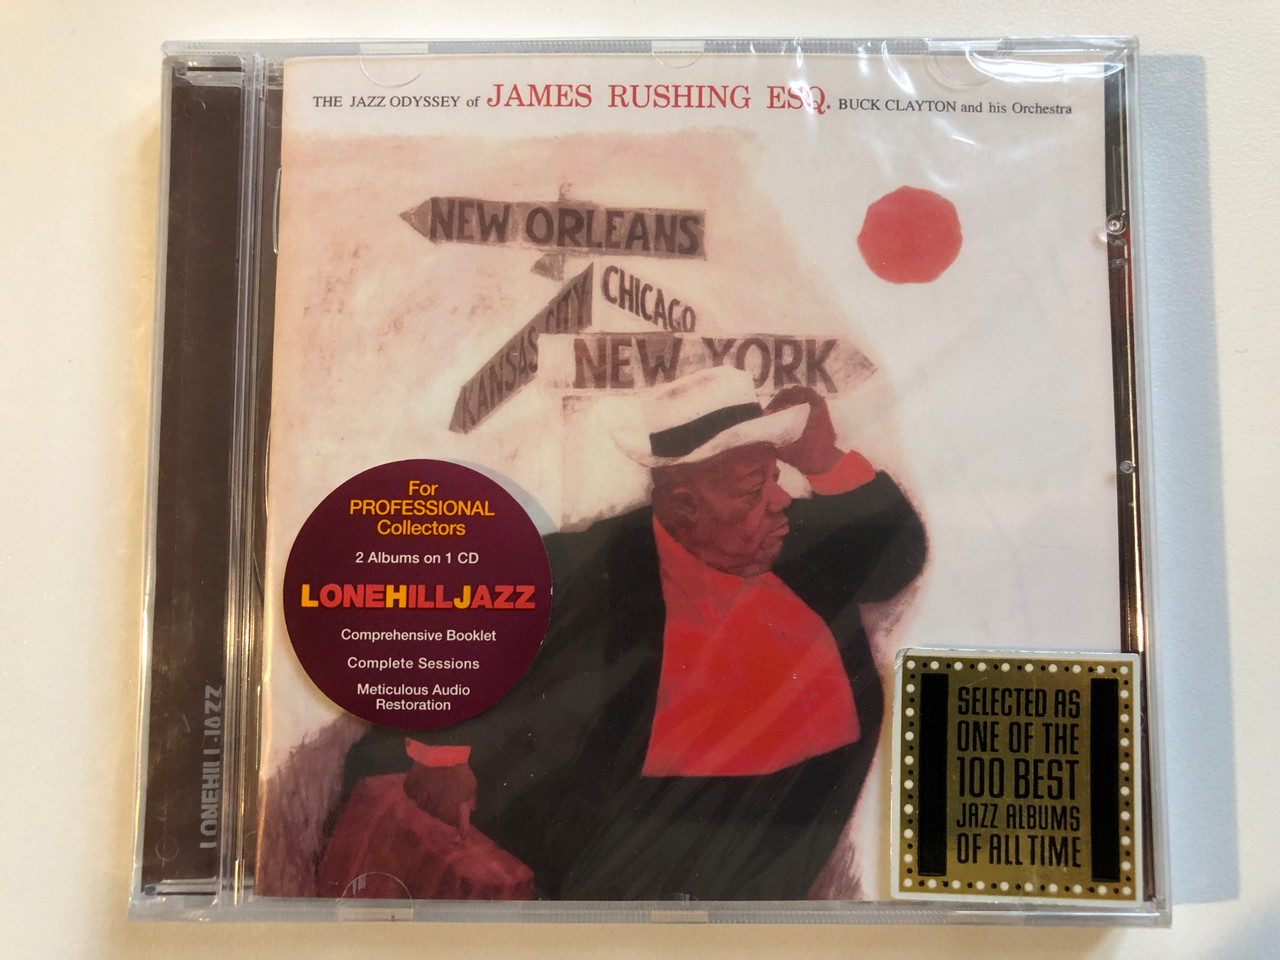 THE JAZZ ODYSSEY of JAMES RUSHING ESQ. BUCK CLAYTON and his Orchestra
NEW ORLEANS
CHICAGO
KANSAS CITY
NEW YORK
For
PROFESSIONAL
Collectors
2 Albums on 1 CD
LONEHILLJAZZ
Comprehensive Booklet
Complete Sessions
Meticulous Audio
Restoration
LONEHILLJAZZ
SELECTED AS
ONE OF THE
100 BEST
JAZZ ALBUMS
OF ALL TIME